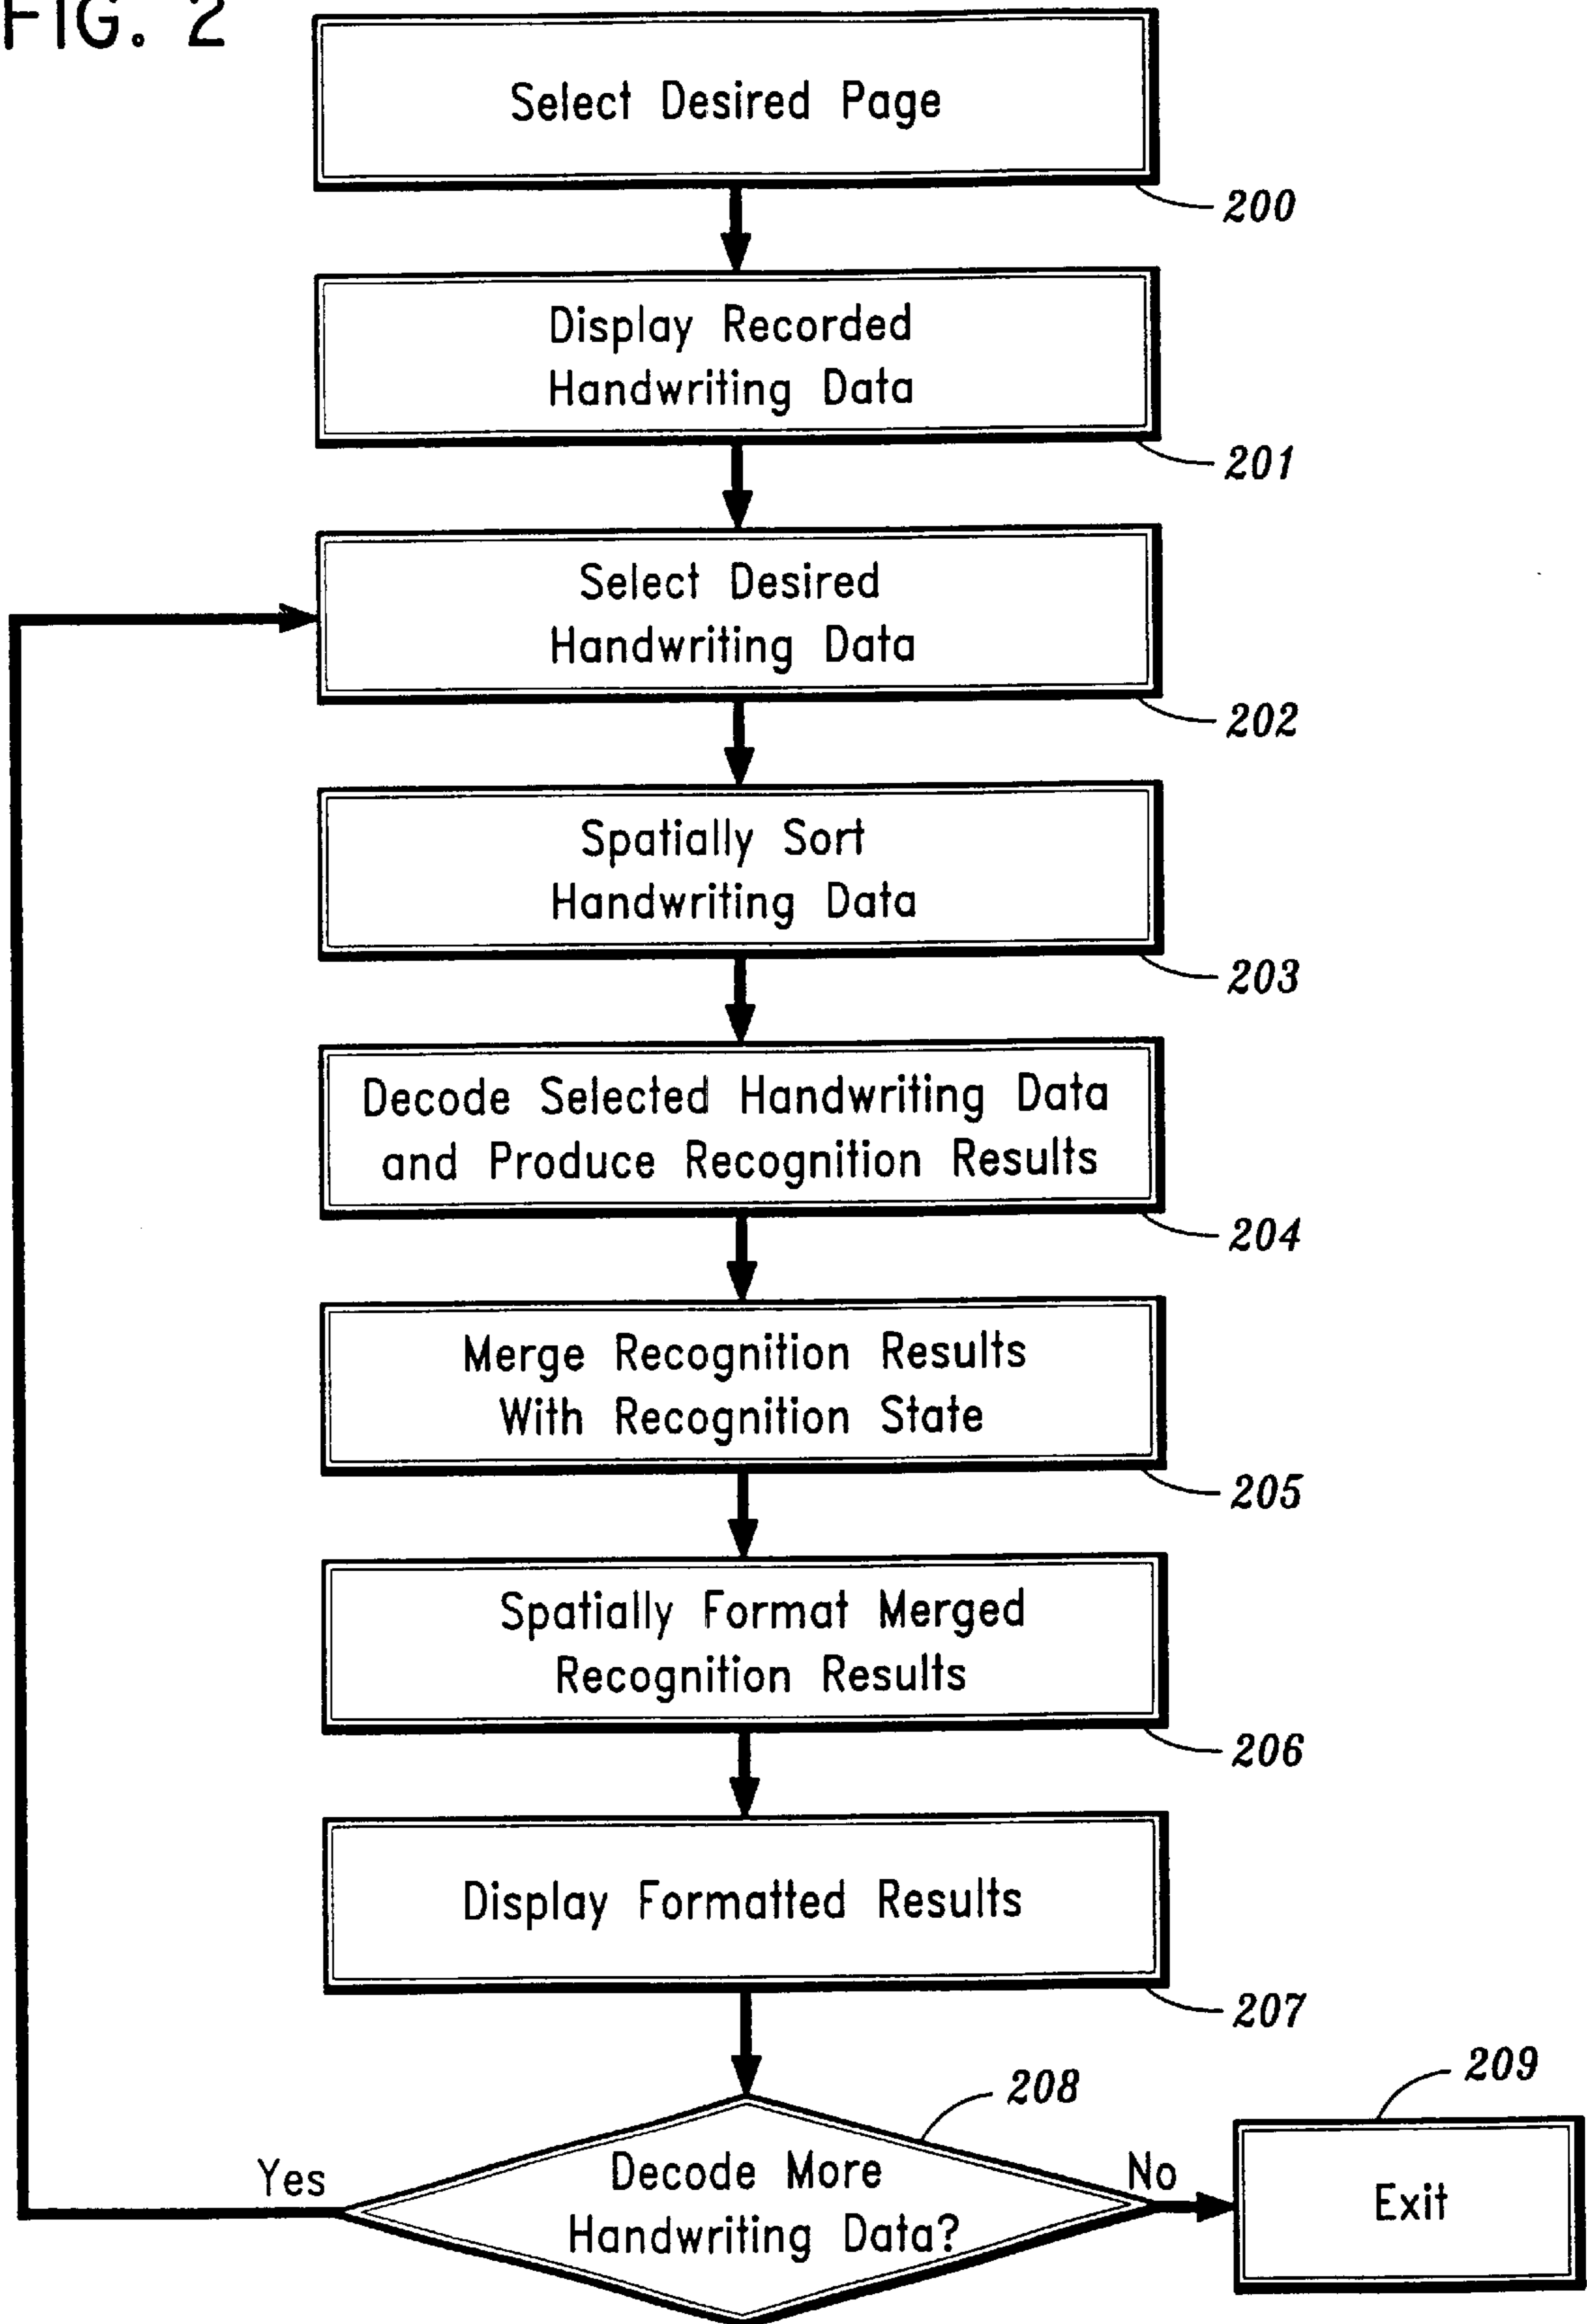 FIG. 2
Select Desired Page
200
Display Recorded
Handwriting Data
201
Select Desired
Handwriting Data
202
Spatially Sort
Handwriting Data
203
Decode Selected Handwriting Data
and Produce Recognition Results
204
Merge Recognition Results
With Recognition State
205
Spatially Format Merged
Recognition Results
206
Display Formatted Results
207
208
209
Yes
Decode More
Handwriting Data?
No
Exit